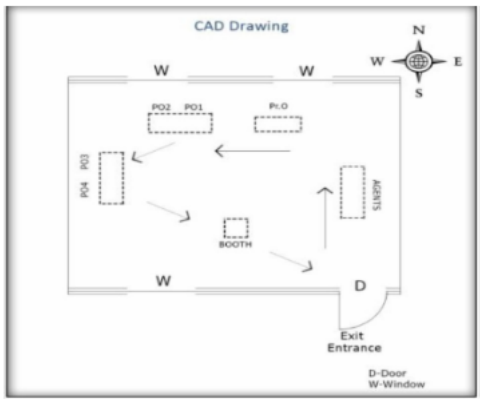 CAD Drawing
N
W E
S
W W
PO2 PO1 Pr.O
PO4 PO3
AGENTS
BOOTH
W D
Exit
Entrance
D-Door
W-Window